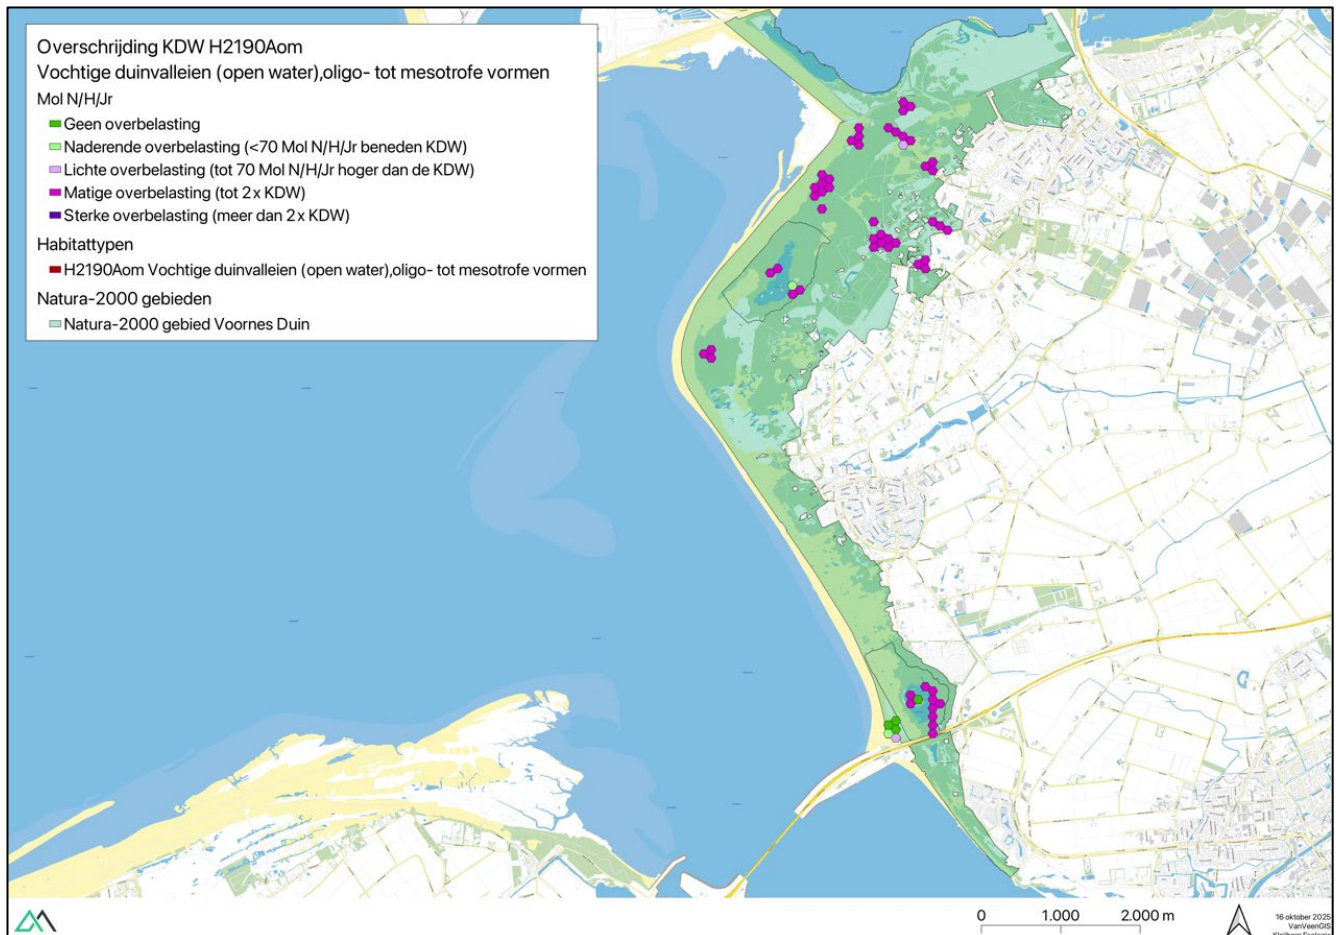 Overschrijding KDW H2190Aom
Vochtige duinvalleien (open water),oligo- tot mesotrofe vormen
Mol N/H/Jr
Geen overbelasting
Naderende overbelasting (<70 Mol N/H/Jr beneden KDW)
Lichte overbelasting (tot 70 Mol N/H/Jr hoger dan de KDW)
Matige overbelasting (tot 2x KDW)
Sterke overbelasting (meer dan 2x KDW)
Habitattypen
H2190Aom Vochtige duinvalleien (open water),oligo- tot mesotrofe vormen
Natura-2000 gebieden
Natura-2000 gebied Voornes Duin
0 1.000 2.000 m
16 oktober 2025
VanVeenGIS